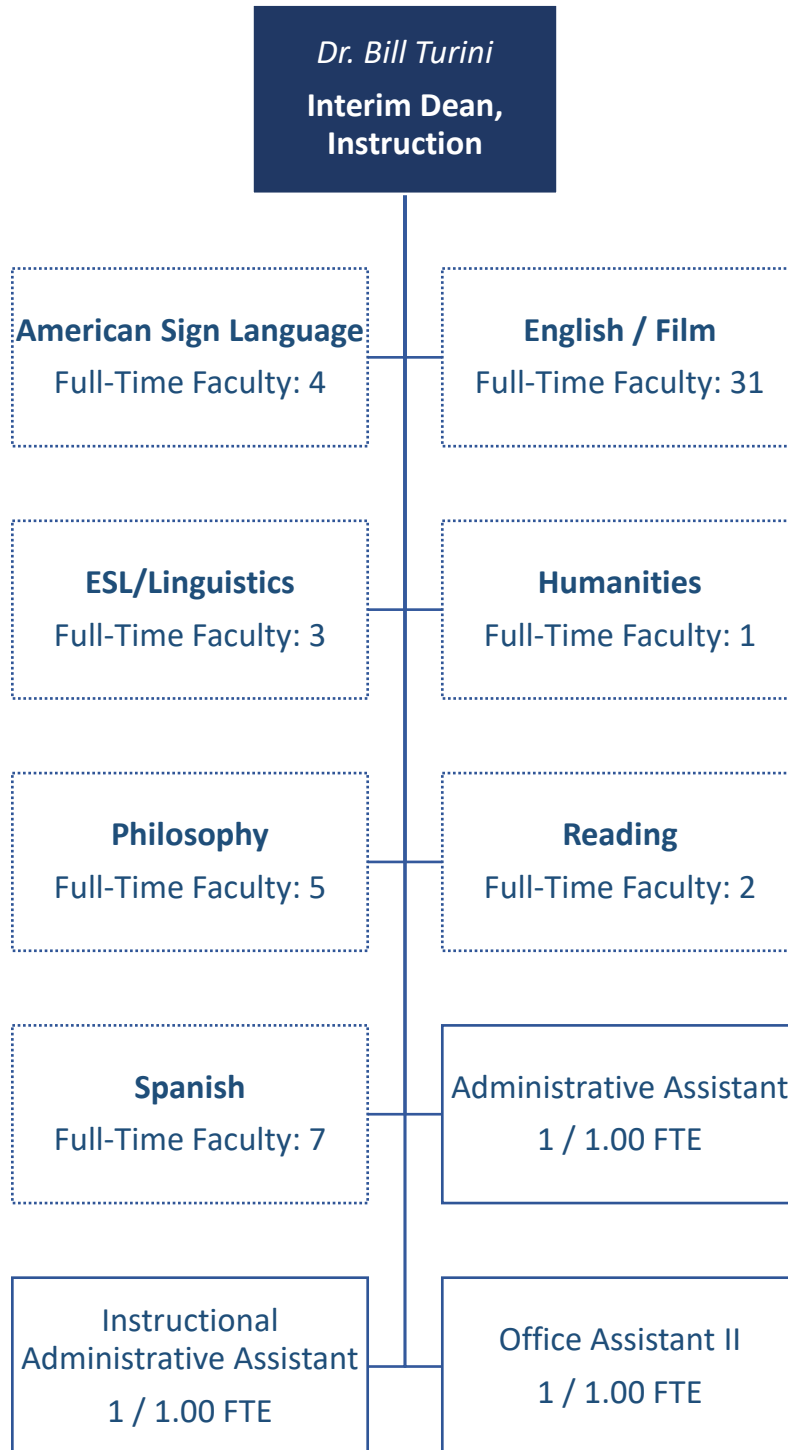 Dr. Bill Turini
Interim Dean,
Instruction
American Sign Language
Full-Time Faculty: 4
English / Film
Full-Time Faculty: 31
ESL/Linguistics
Full-Time Faculty: 3
Humanities
Full-Time Faculty: 1
Philosophy
Full-Time Faculty: 5
Reading
Full-Time Faculty: 2
Spanish
Full-Time Faculty: 7
Administrative Assistant
1 / 1.00 FTE
Instructional
Administrative Assistant
1 / 1.00 FTE
Office Assistant II
1 / 1.00 FTE